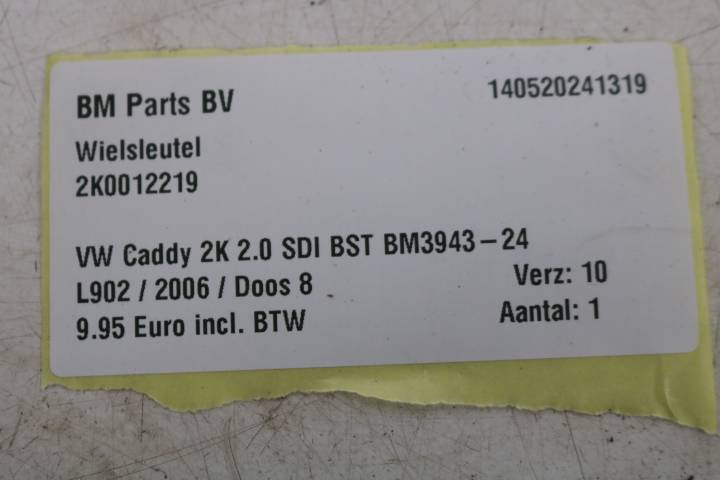 BM Parts BV 140520241319
Wielsleutel
2K0012219
VW Caddy 2K 2.0 SDI BST BM3943-24
L902 / 2006 / Doos 8 Verz: 10
9.95 Euro incl. BTW Aantal: 1